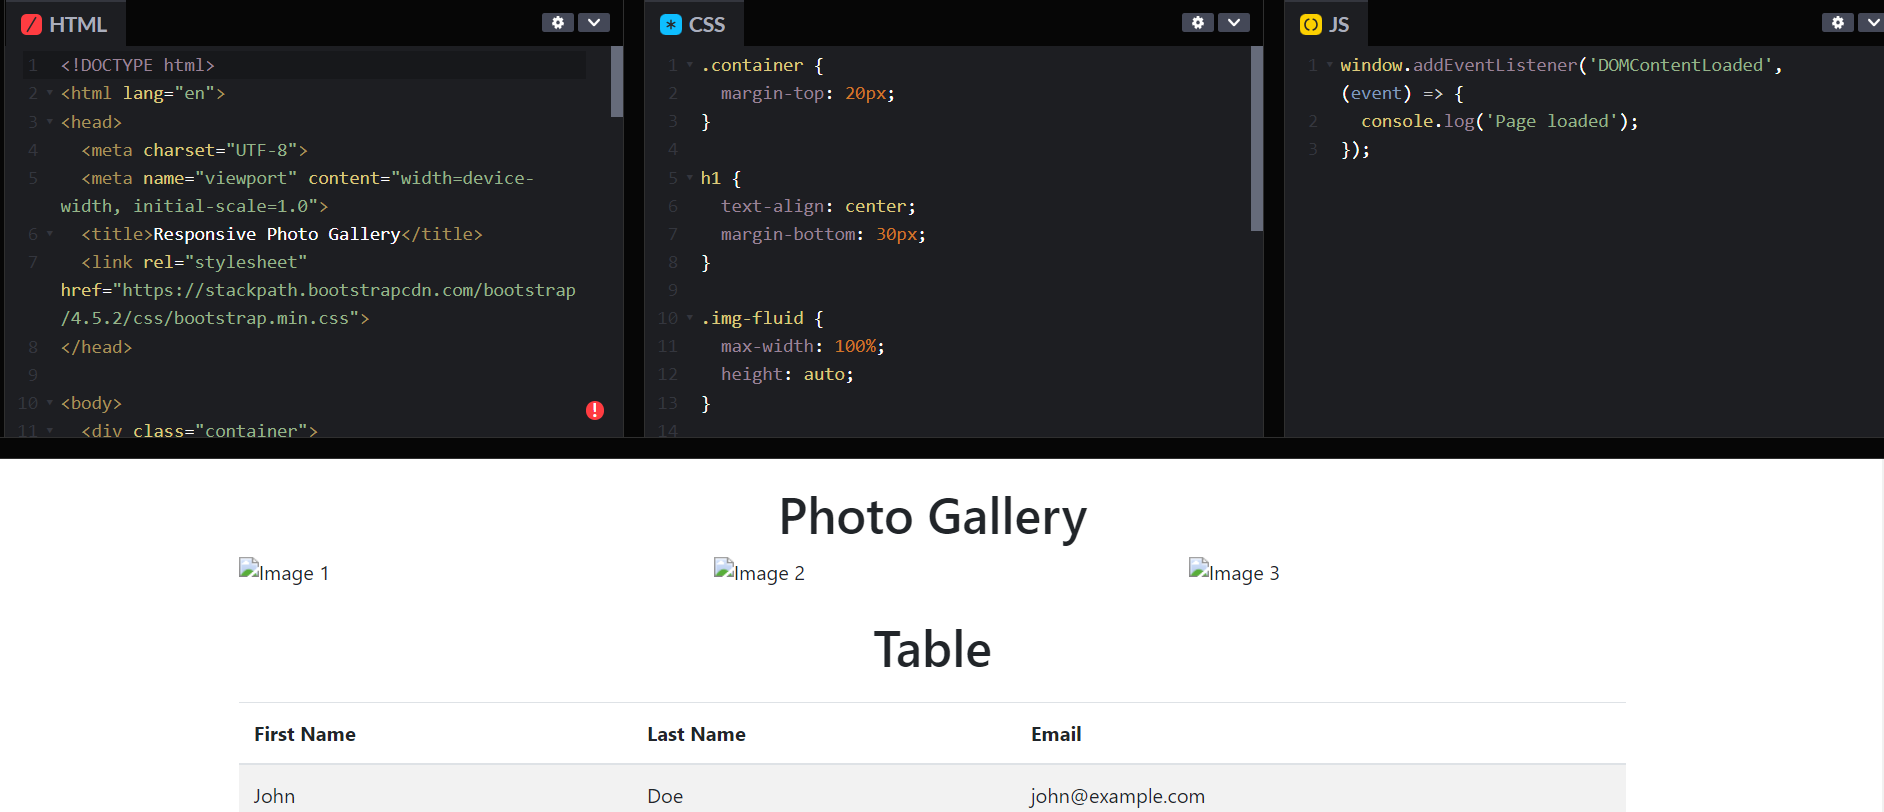 HTML
1 <!DOCTYPE html>
2 <html lang="en">
3 <head>
4 <meta charset="UTF-8">
5 <meta name="viewport" content="width=device-
width, initial-scale=1.0">
6 <title>Responsive Photo Gallery</title>
7 <link rel="stylesheet"
href="https://stackpath.bootstrapcdn.com/bootstrap
/4.5.2/css/bootstrap.min.css">
8 </head>
9
10 <body>
11 <div class="container">
CSS
1 .container {
2 margin-top: 20px;
3 }
4
5 h1 {
6 text-align: center;
7 margin-bottom: 30px;
8 }
9
10 .img-fluid {
11 max-width: 100%;
12 height: auto;
13 }
14
JS
1 window.addEventListener('DOMContentLoaded',
(event) => {
2 console.log('Page loaded');
3 });
Photo Gallery
Image 1 Image 2 Image 3
Table
First Name Last Name Email
John Doe john@example.com